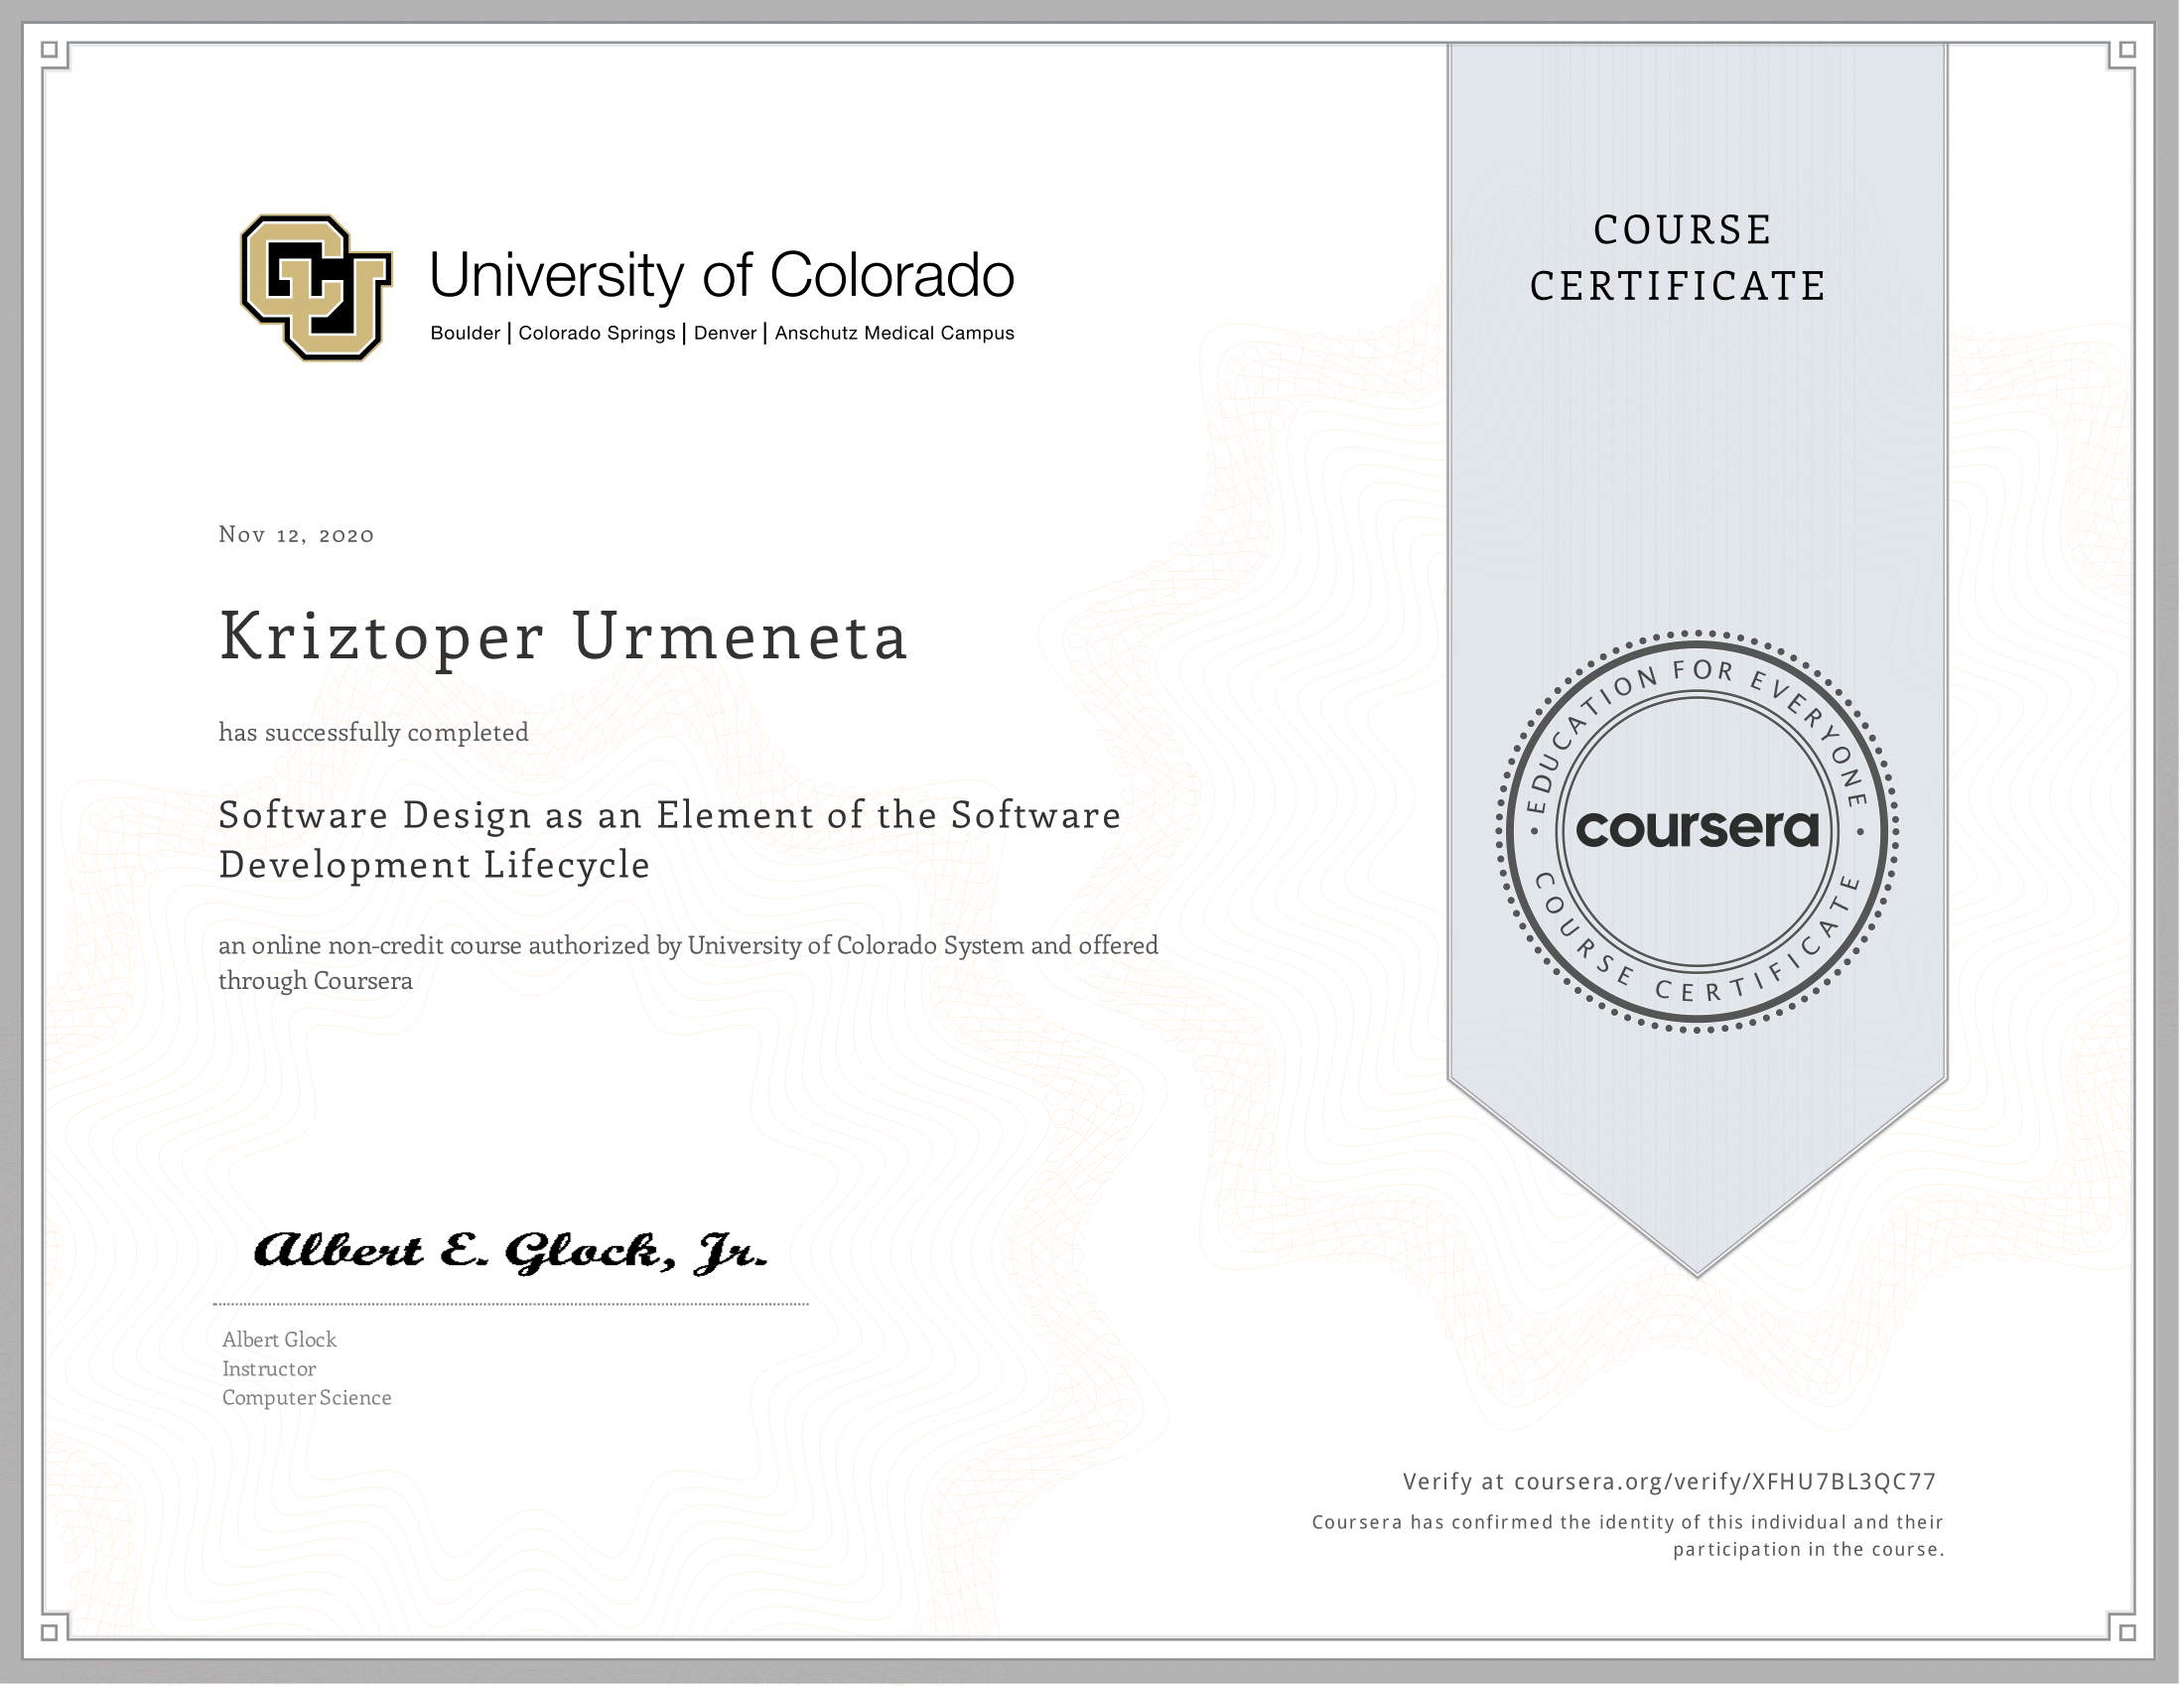 CU
University of Colorado
Boulder | Colorado Springs | Denver | Anschutz Medical Campus
COURSE
CERTIFICATE
Nov 12, 2020
Kriztoper Urmeneta
has successfully completed
Software Design as an Element of the Software
Development Lifecycle
an online non-credit course authorized by University of Colorado System and offered
through Coursera
EDUCATION FOR EVERYONE
coursera
COURSE CERTIFICATE
Albert E. Glock, Jr.
Albert Glock
Instructor
Computer Science
Verify at coursera.org/verify/XFHU7BL3QC77
Coursera has confirmed the identity of this individual and their
participation in the course.